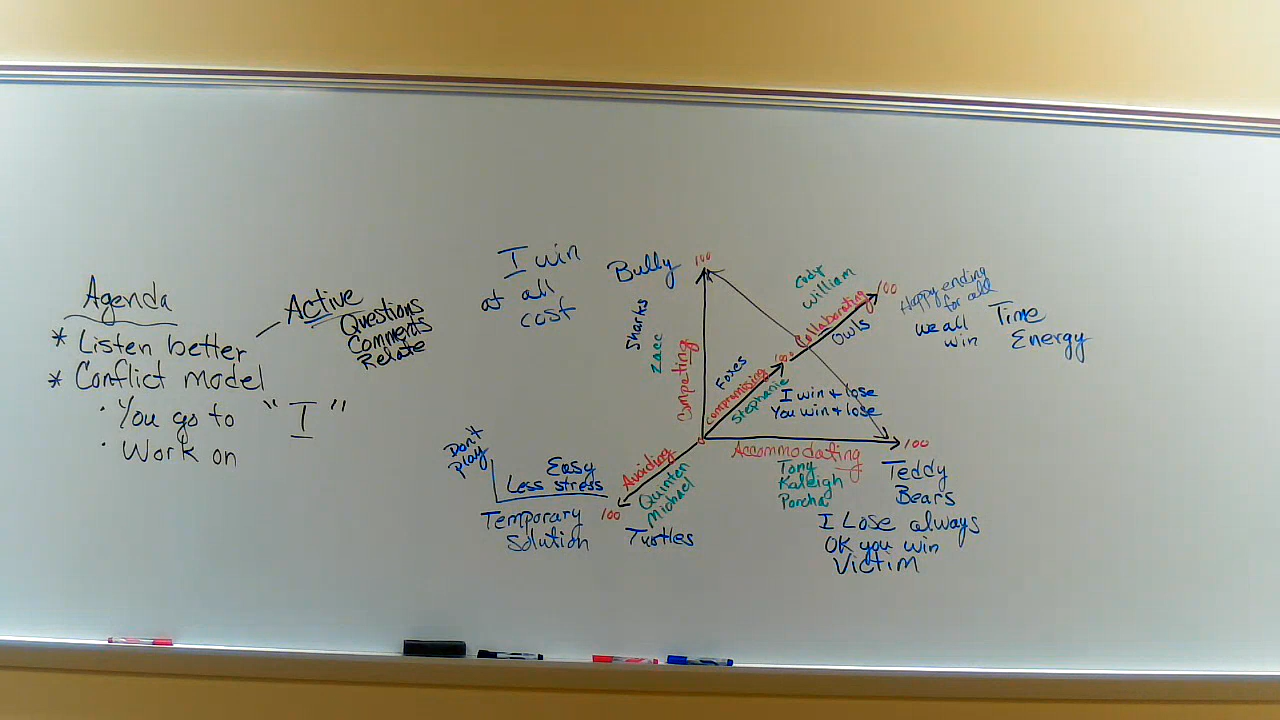 Agenda
* Listen better
* Conflict model
· You go to "I"
· Work on
Active
Questions
Comments
Relate
I win
at all
cost
Bully
100
Sharks
Zacc
Competing
Foxes
Compromising
Stephanie
Cody
William
Collaborating
Owls
100
Happy ending
for all
we all
win
Time
Energy
I win & lose
You win & lose
0
100
Accommodating
Tony
Kaleigh
Porcha
Teddy
Bears
I Lose always
OK you win
Victim
Avoiding
Quinten
Michael
100
Turtles
Don't
play
Easy
Less stress
Temporary
Solution